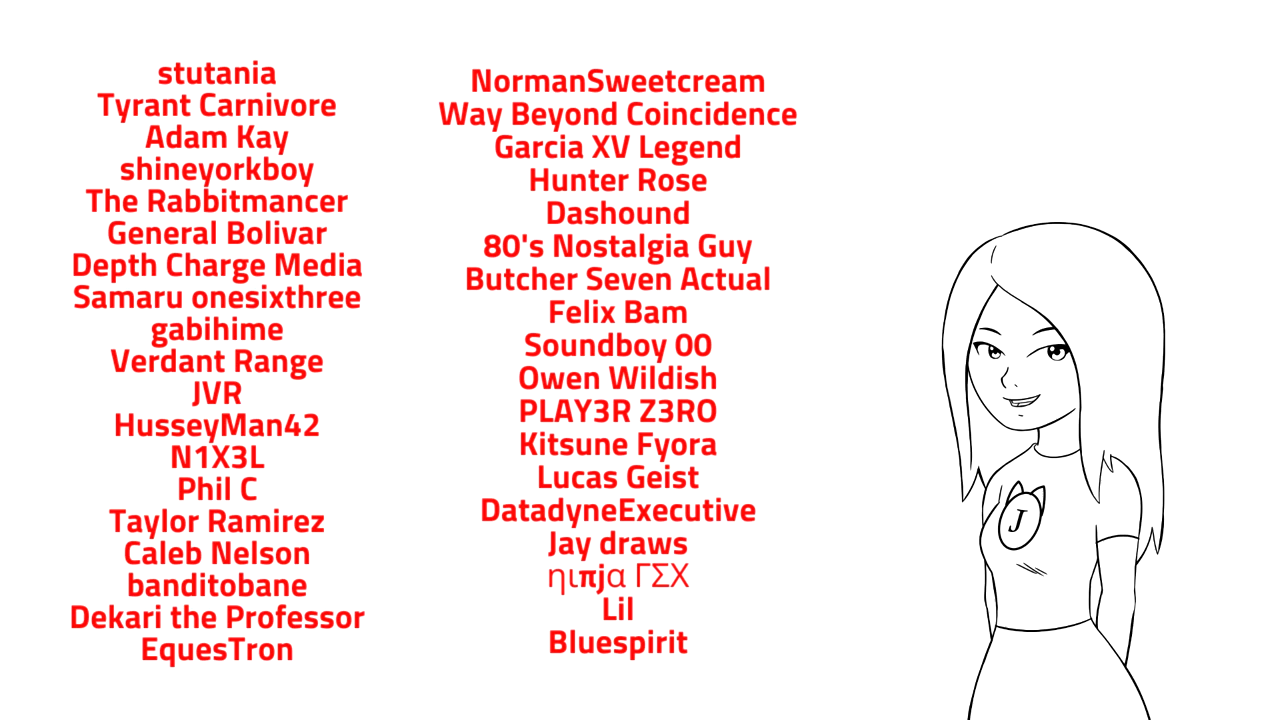 stutania
Tyrant Carnivore
Adam Kay
shineyorkboy
The Rabbitmancer
General Bolivar
Depth Charge Media
Samaru onesixthree
gabihime
Verdant Range
JVR
HusseyMan42
N1X3L
Phil C
Taylor Ramirez
Caleb Nelson
banditobane
Dekari the Professor
EquesTron
NormanSweetcream
Way Beyond Coincidence
Garcia XV Legend
Hunter Rose
Dashound
80's Nostalgia Guy
Butcher Seven Actual
Felix Bam
Soundboy 00
Owen Wildish
PLAY3R Z3RO
Kitsune Fyora
Lucas Geist
DatadyneExecutive
Jay draws
ηιπjα ΓΣΧ
Lil
Bluespirit
J